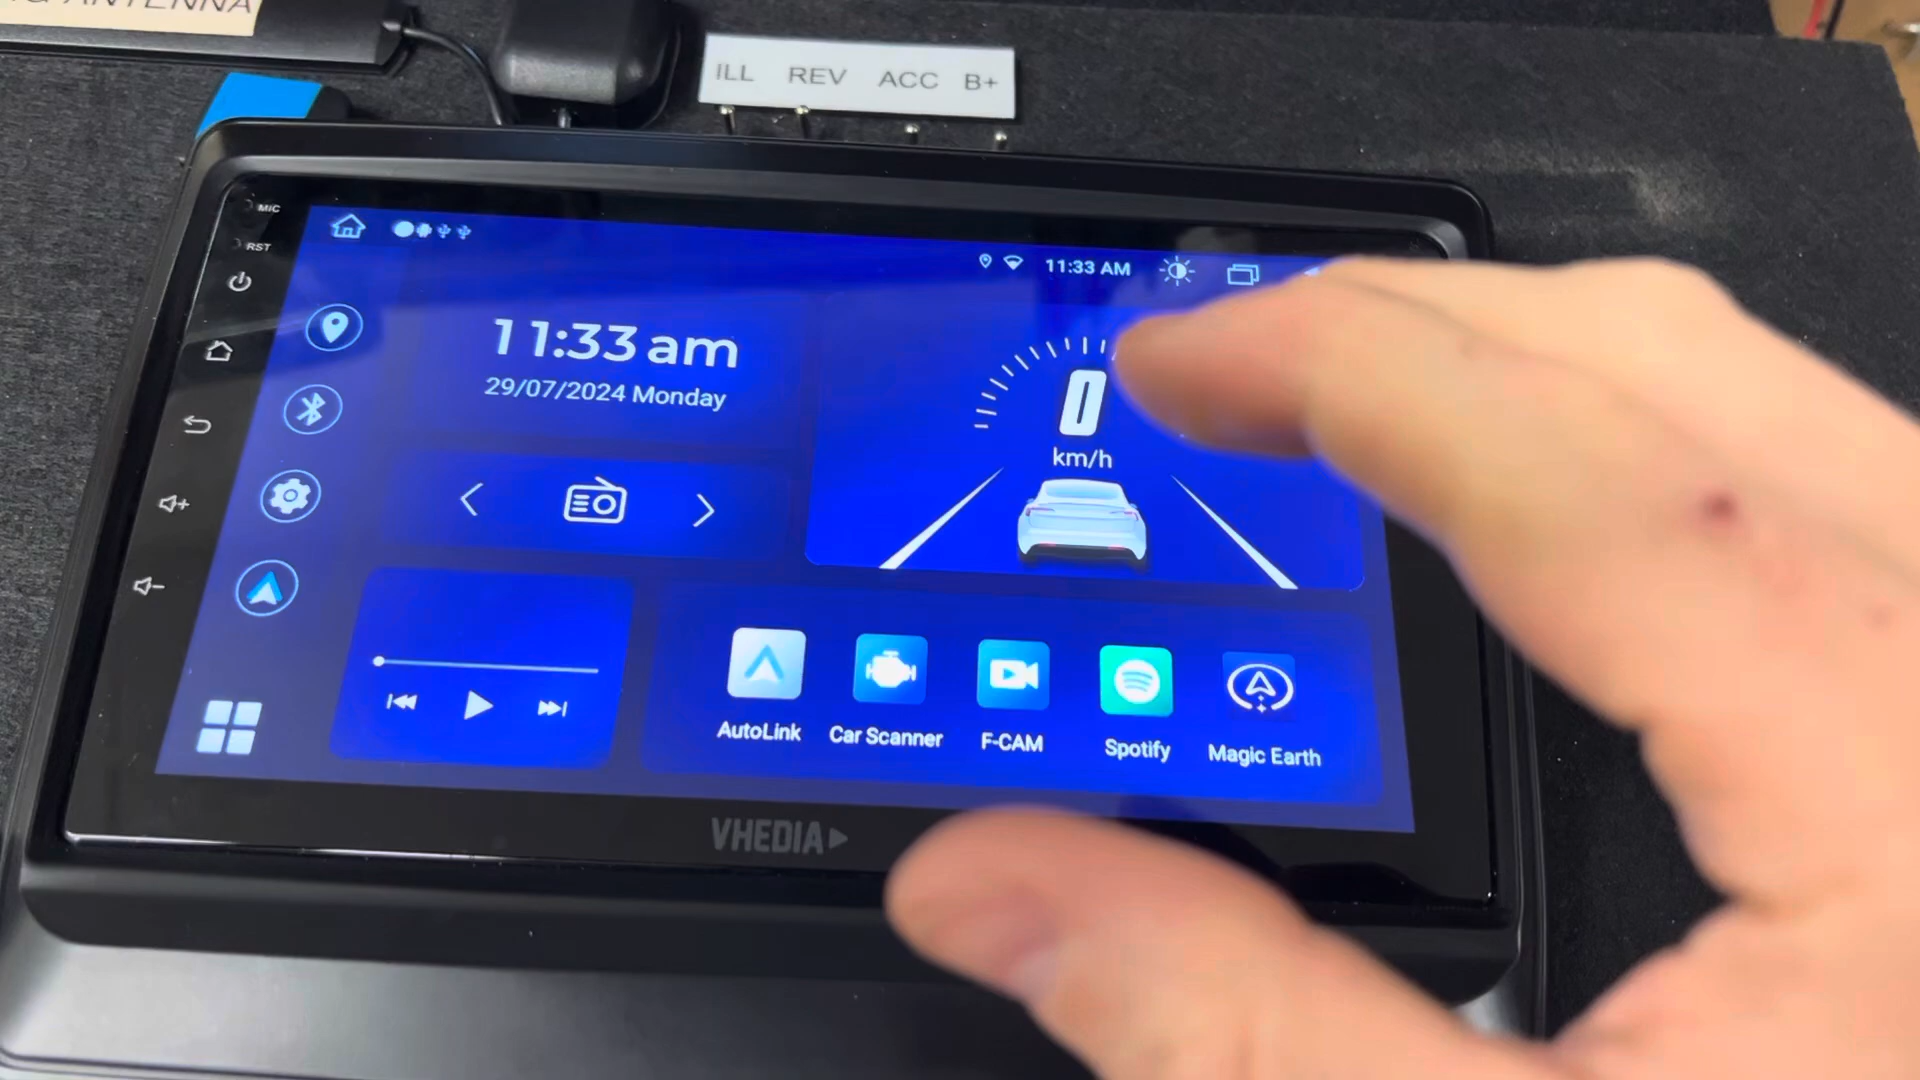 ANTENNA
ILL REV ACC B+
MIC
RST
11:33 AM
11:33 am
29/07/2024 Monday
0
km/h
AutoLink
Car Scanner
F-CAM
Spotify
Magic Earth
VHEDIA